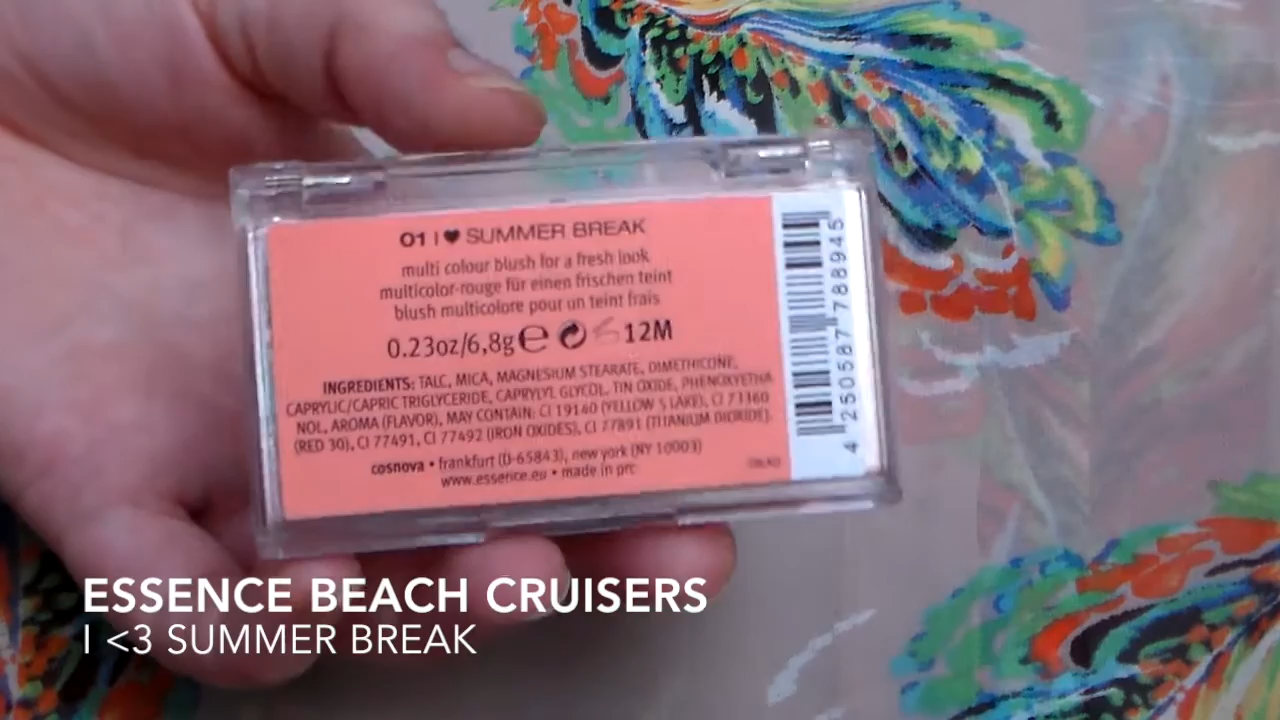 01 I ♥ SUMMER BREAK
multi colour blush for a fresh look
multicolor-rouge für einen frischen teint
blush multicolore pour un teint frais
0.23oz/6,8g ℮ 12M
INGREDIENTS: TALC, MICA, MAGNESIUM STEARATE, DIMETHICONE,
CAPRYLIC/CAPRIC TRIGLYCERIDE, CAPRYLYL GLYCOL, TIN OXIDE, PHENOXYETHA
NOL, AROMA (FLAVOR), MAY CONTAIN: CI 19140 (YELLOW 5 LAKE), CI 73360
(RED 30), CI 77491, CI 77492 (IRON OXIDES), CI 77891 (TITANIUM DIOXIDE).
cosnova • frankfurt (D-65843), new york (NY 10003)
www.essence.eu • made in prc
4 250587 788945
ESSENCE BEACH CRUISERS
I <3 SUMMER BREAK